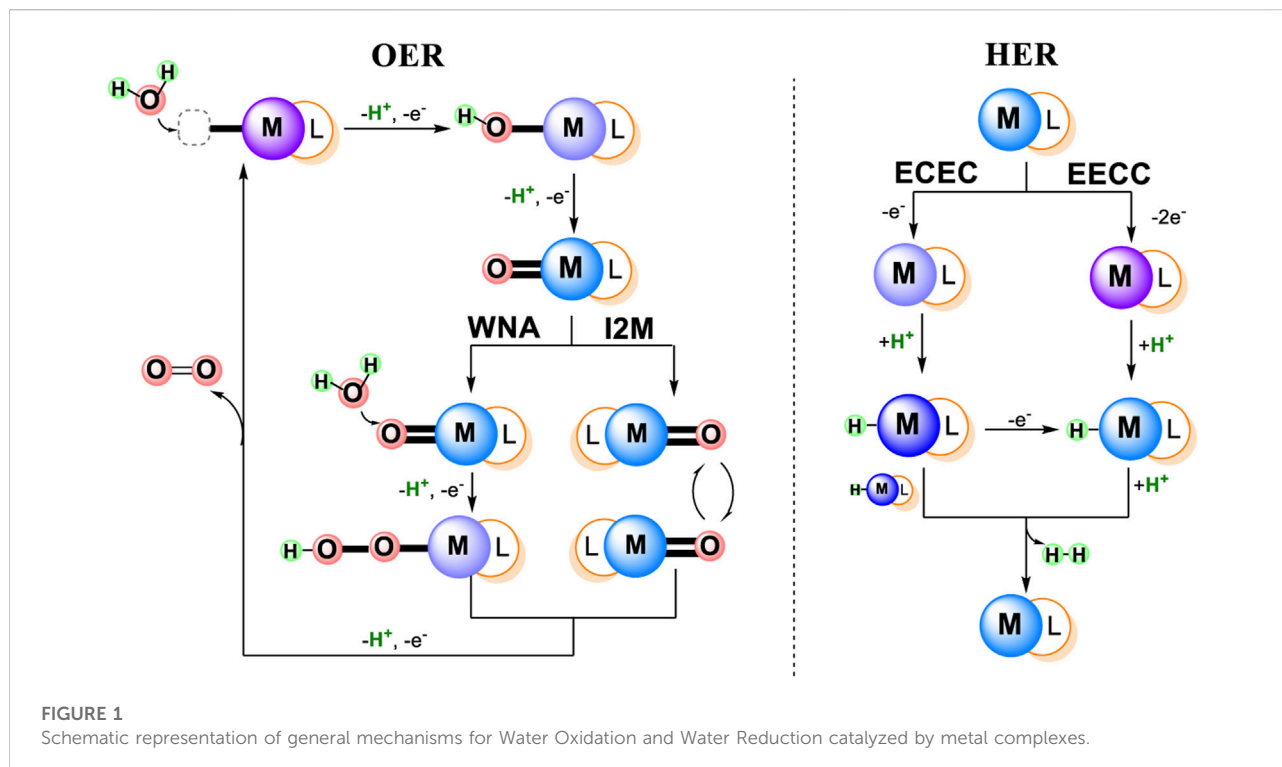 OER
H H
O
M L
-H⁺, -e⁻
H O M L
-H⁺, -e⁻
O M L
WNA I2M
O=O
H H
O
O M L
L M O
-H⁺, -e⁻
H-O-O-M L
L M O
-H⁺, -e⁻
HER
M L
ECEC EECC
-e⁻ -2e⁻
M L M L
+H⁺ +H⁺
H-M L -e⁻ H-M L
H-M L
+H⁺
H-H
M L
FIGURE 1
Schematic representation of general mechanisms for Water Oxidation and Water Reduction catalyzed by metal complexes.